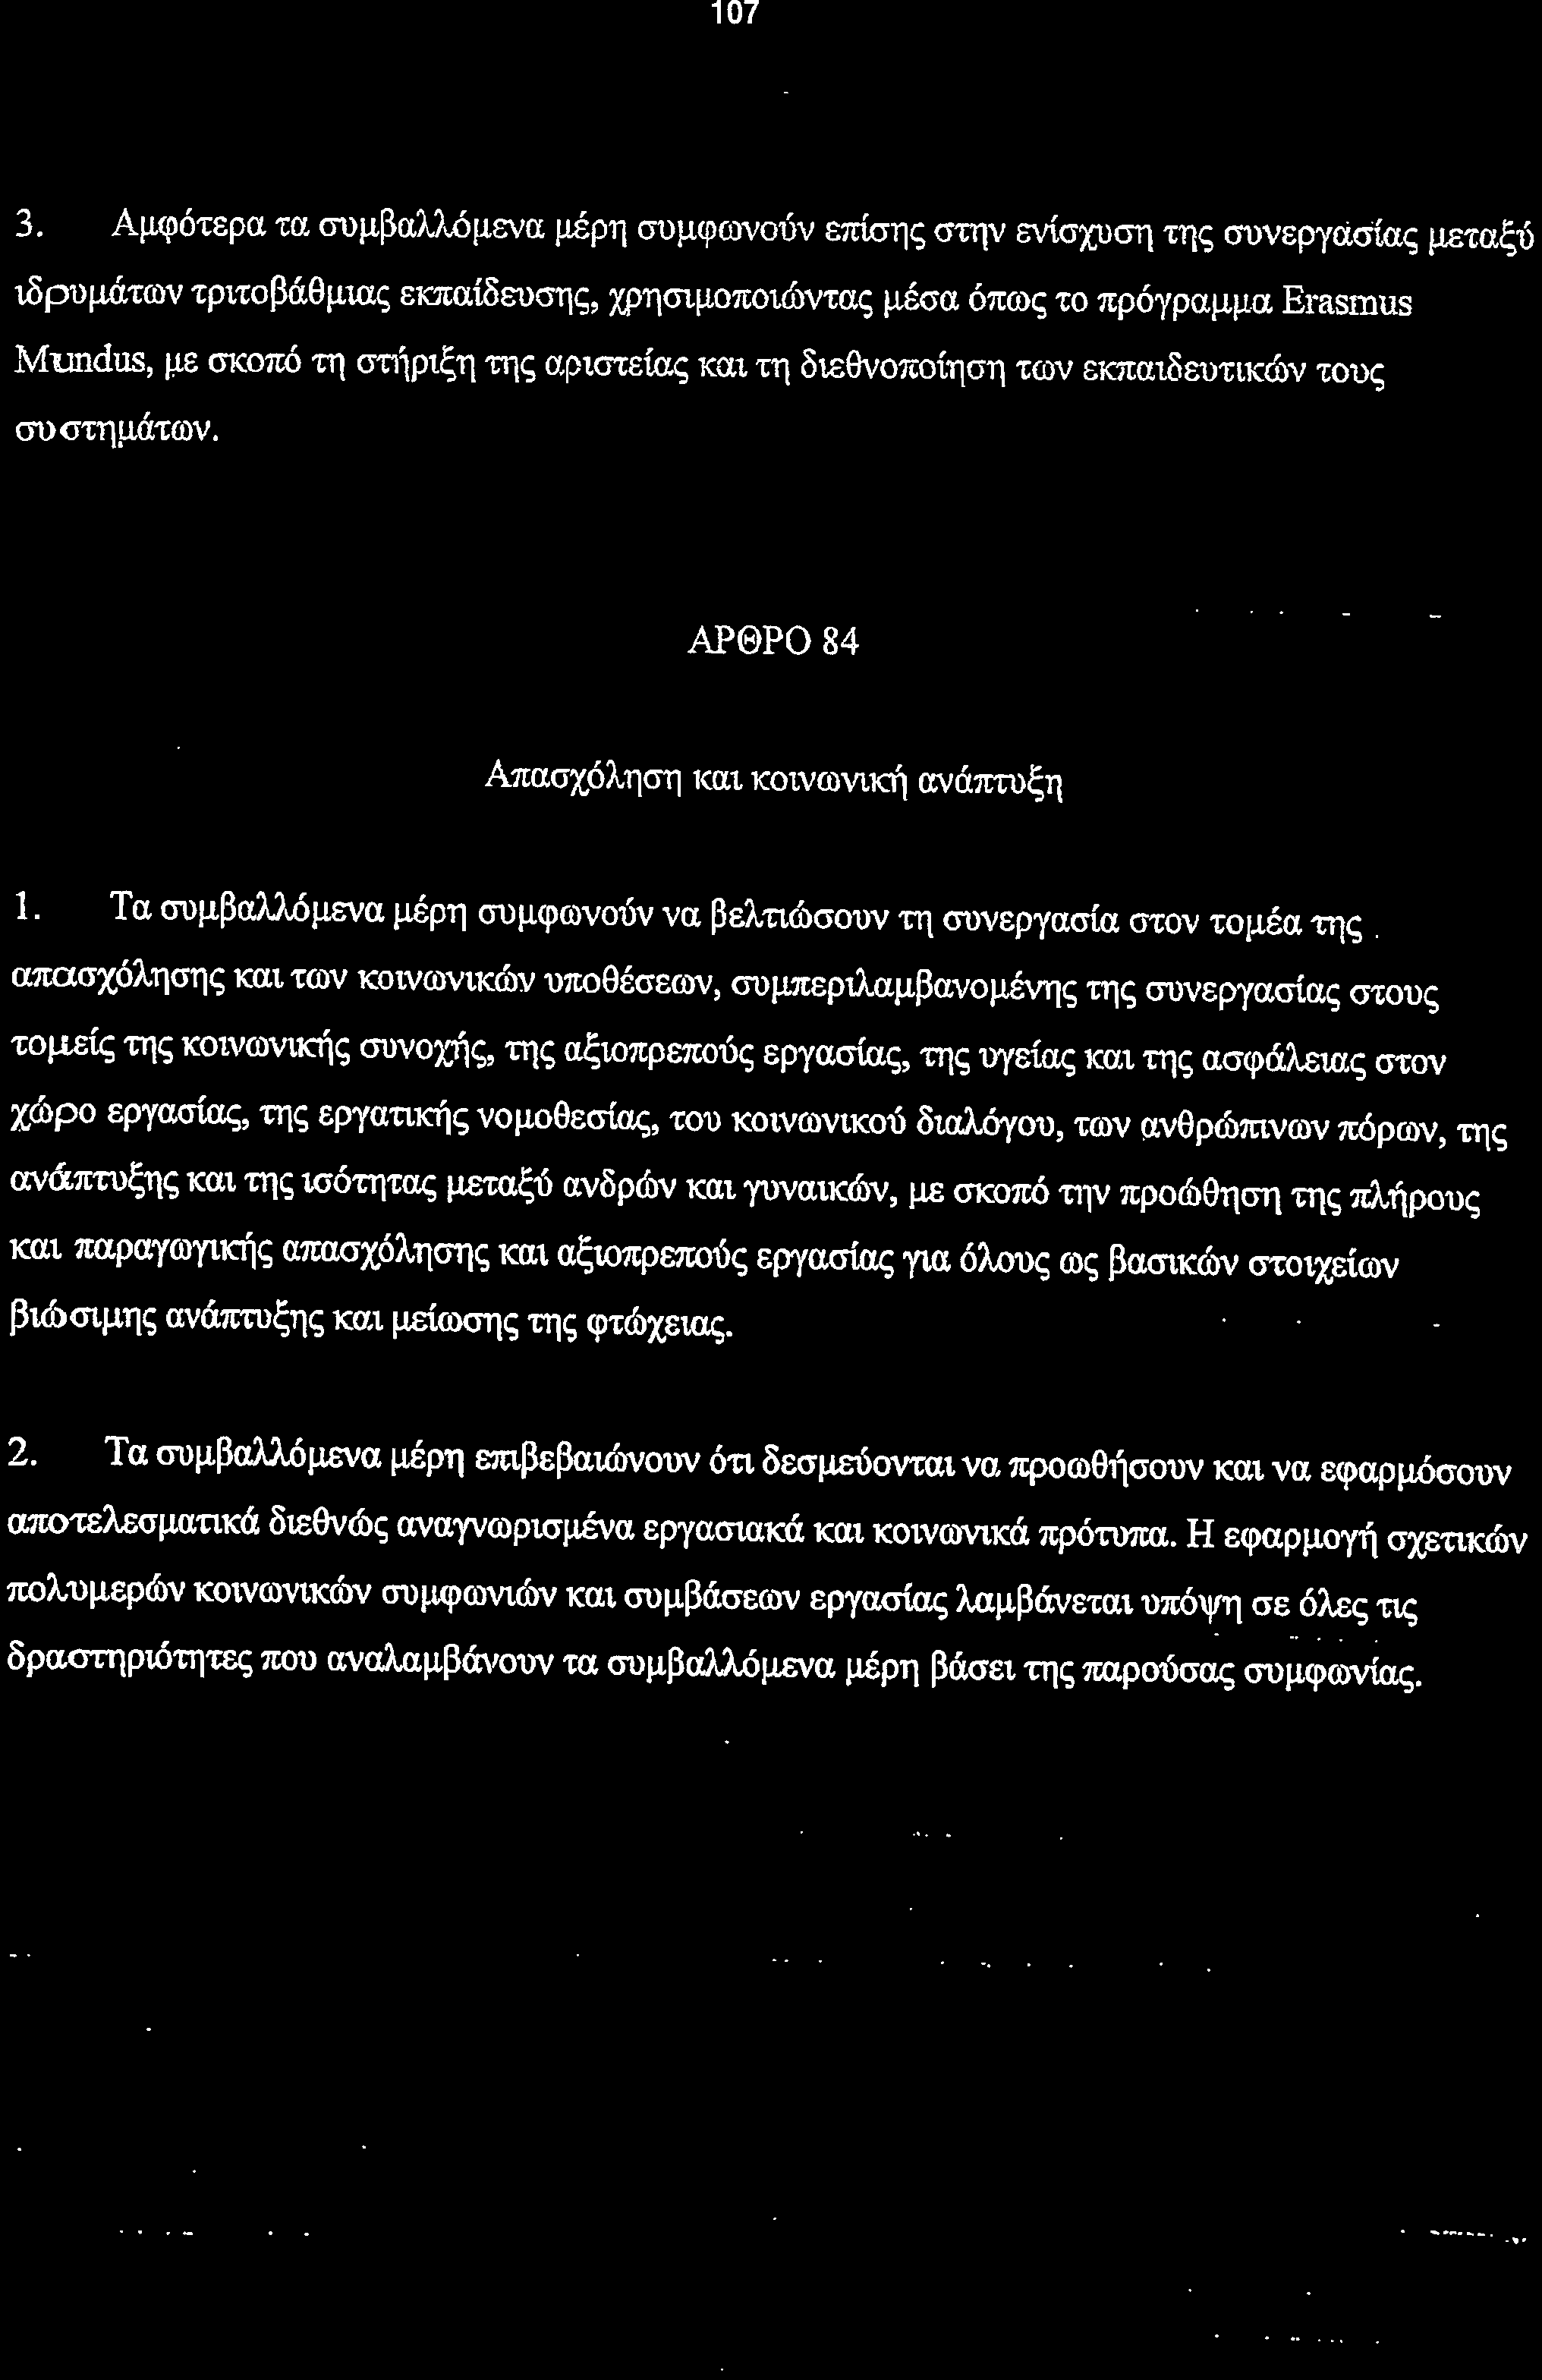 107
3. Αμφότερα τα συμβαλλόμενα μέρη συμφωνούν επίσης στην ενίσχυση της συνεργασίας μεταξύ
ιδρυμάτων τριτοβάθμιας εκπαίδευσης, χρησιμοποιώντας μέσα όπως το πρόγραμμα Erasmus
Mundus, με σκοπό τη στήριξη της αριστείας και τη διεθνοποίηση των εκπαιδευτικών τους
συστημάτων.
ΑΡΘΡΟ 84
Απασχόληση και κοινωνική ανάπτυξη
1. Τα συμβαλλόμενα μέρη συμφωνούν να βελτιώσουν τη συνεργασία στον τομέα της
απασχόλησης και των κοινωνικών υποθέσεων, συμπεριλαμβανομένης της συνεργασίας στους
τομείς της κοινωνικής συνοχής, της αξιοπρεπούς εργασίας, της υγείας και της ασφάλειας στον
χώρο εργασίας, της εργατικής νομοθεσίας, του κοινωνικού διαλόγου, των ανθρώπινων πόρων, της
ανάπτυξης και της ισότητας μεταξύ ανδρών και γυναικών, με σκοπό την προώθηση της πλήρους
και παραγωγικής απασχόλησης και αξιοπρεπούς εργασίας για όλους ως βασικών στοιχείων
βιώσιμης ανάπτυξης και μείωσης της φτώχειας.
2. Τα συμβαλλόμενα μέρη επιβεβαιώνουν ότι δεσμεύονται να προωθήσουν και να εφαρμόσουν
αποτελεσματικά διεθνώς αναγνωρισμένα εργασιακά και κοινωνικά πρότυπα. Η εφαρμογή σχετικών
πολυμερών κοινωνικών συμφωνιών και συμβάσεων εργασίας λαμβάνεται υπόψη σε όλες τις
δραστηριότητες που αναλαμβάνουν τα συμβαλλόμενα μέρη βάσει της παρούσας συμφωνίας.